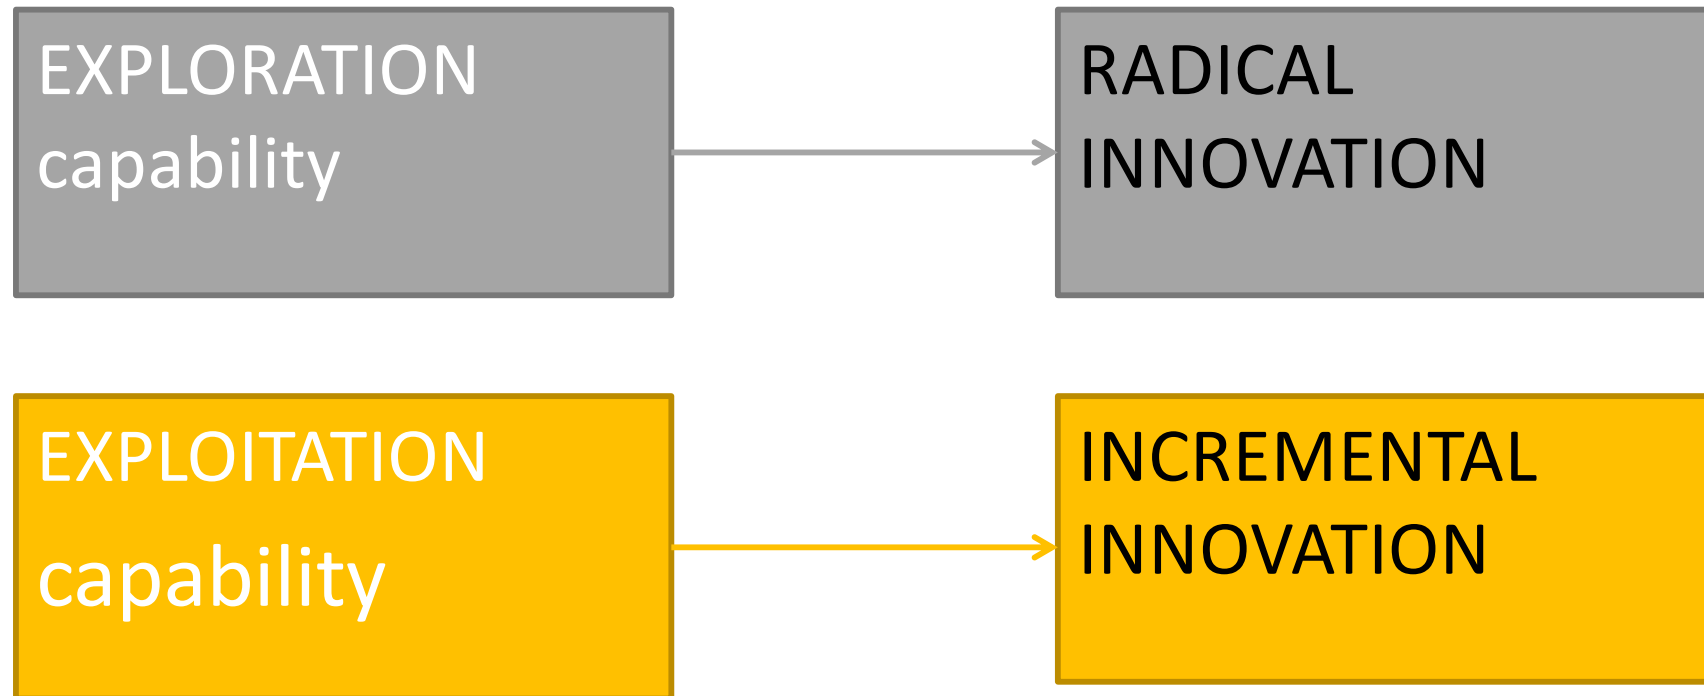 EXPLORATION
capability
RADICAL
INNOVATION
EXPLOITATION
capability
INCREMENTAL
INNOVATION